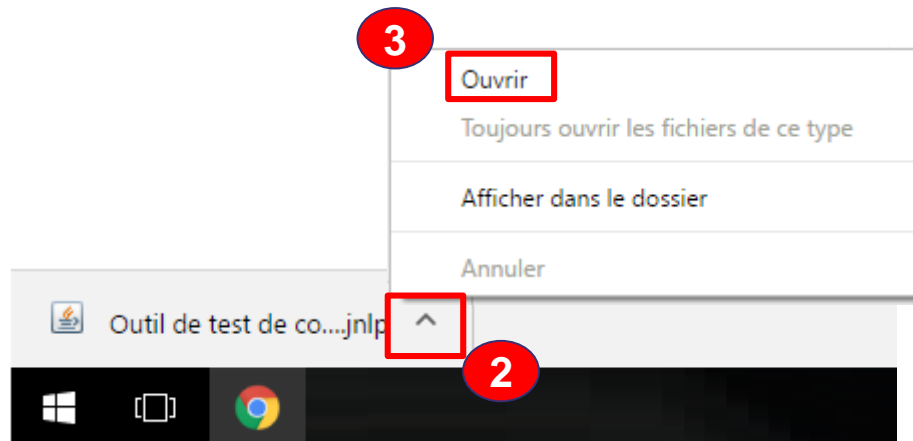 3
Ouvrir
Toujours ouvrir les fichiers de ce type
Afficher dans le dossier
Annuler
Outil de test de co....jnlp
2